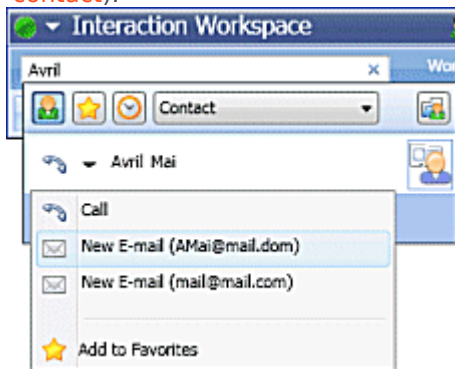 contact).
Interaction Workspace
Avril
Wor
Contact
Avril Mai
Call
New E-mail (AMai@mail.dom)
New E-mail (mail@mail.com)
Add to Favorites